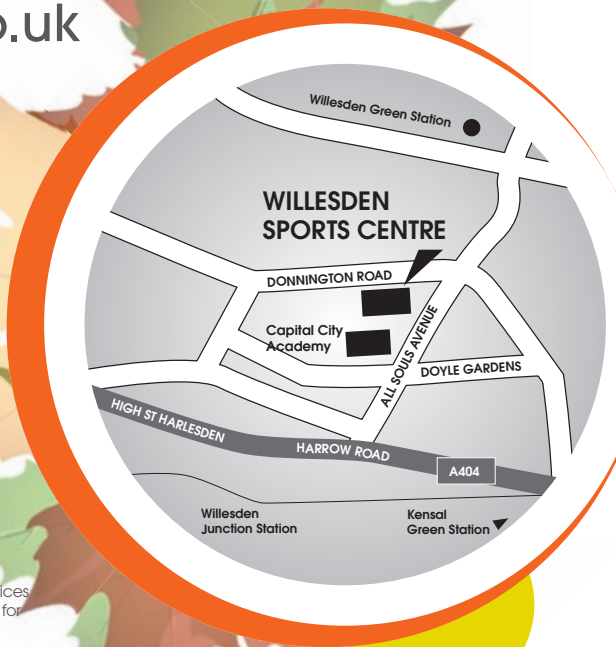 .uk
Willesden Green Station
WILLESDEN
SPORTS CENTRE
DONNINGTON ROAD
Capital City
Academy
ALL SOULS AVENUE
DOYLE GARDENS
HIGH ST HARLESDEN
HARROW ROAD
A404
Willesden
Junction Station
Kensal
Green Station
for